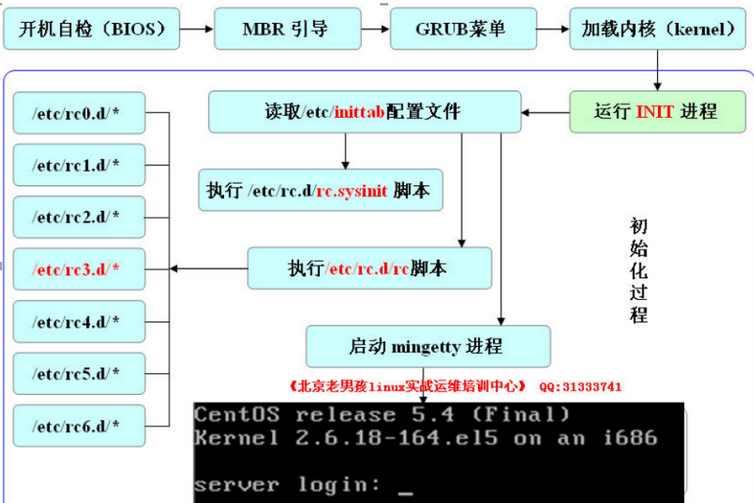 开机自检（BIOS）
MBR 引导
GRUB菜单
加载内核（kernel）
/etc/rc0.d/*
读取/etc/inittab配置文件
运行 INIT 进程
/etc/rc1.d/*
执行 /etc/rc.d/rc.sysinit 脚本
/etc/rc2.d/*
初始化过程
/etc/rc3.d/*
执行/etc/rc.d/rc脚本
/etc/rc4.d/*
启动 mingetty 进程
/etc/rc5.d/*
《北京老男孩linux实战运维培训中心》 QQ:31333741
/etc/rc6.d/*
CentOS release 5.4 (Final)
Kernel 2.6.18-164.el5 on an i686
server login: _